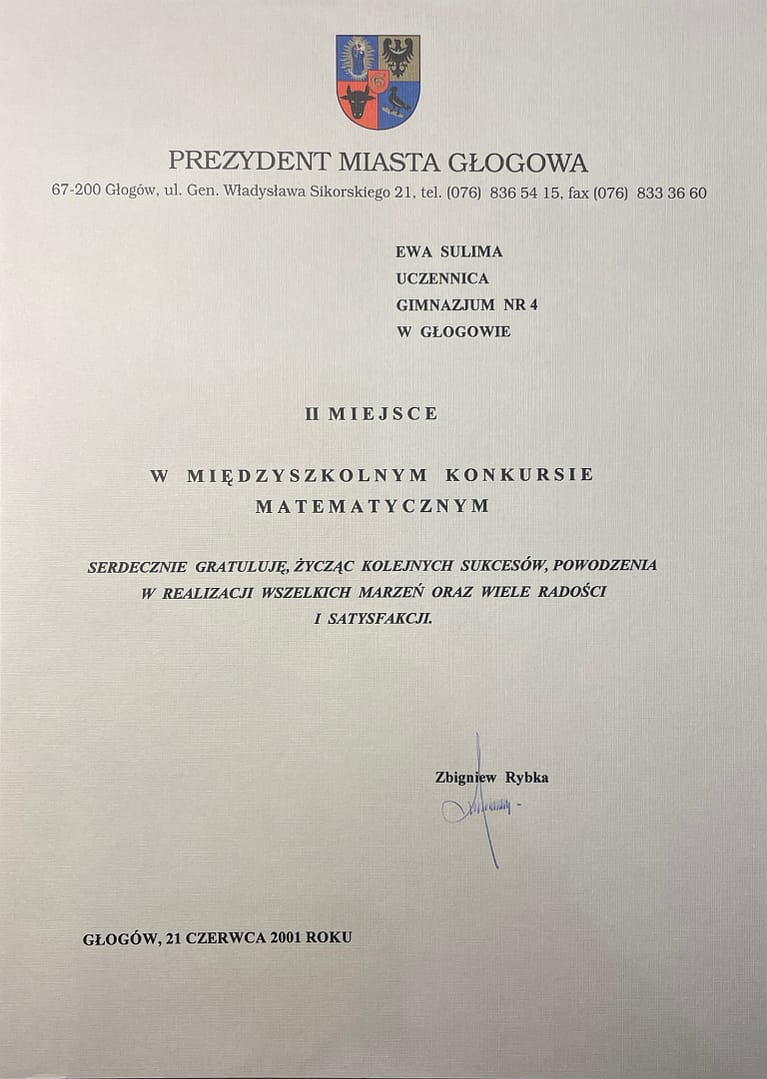 PREZYDENT MIASTA GŁOGOWA
67-200 Głogów, ul. Gen. Władysława Sikorskiego 21, tel. (076) 836 54 15, fax (076) 833 36 60
EWA SULIMA
UCZENNICA
GIMNAZJUM NR 4
W GŁOGOWIE
II MIEJSCE
W MIĘDZYSZKOLNYM KONKURSIE
MATEMATYCZNYM
SERDECZNIE GRATULUJĘ, ŻYCZĄC KOLEJNYCH SUKCESÓW, POWODZENIA
W REALIZACJI WSZELKICH MARZEŃ ORAZ WIELE RADOŚCI
I SATYSFAKCJI.
Zbigniew Rybka
GŁOGÓW, 21 CZERWCA 2001 ROKU